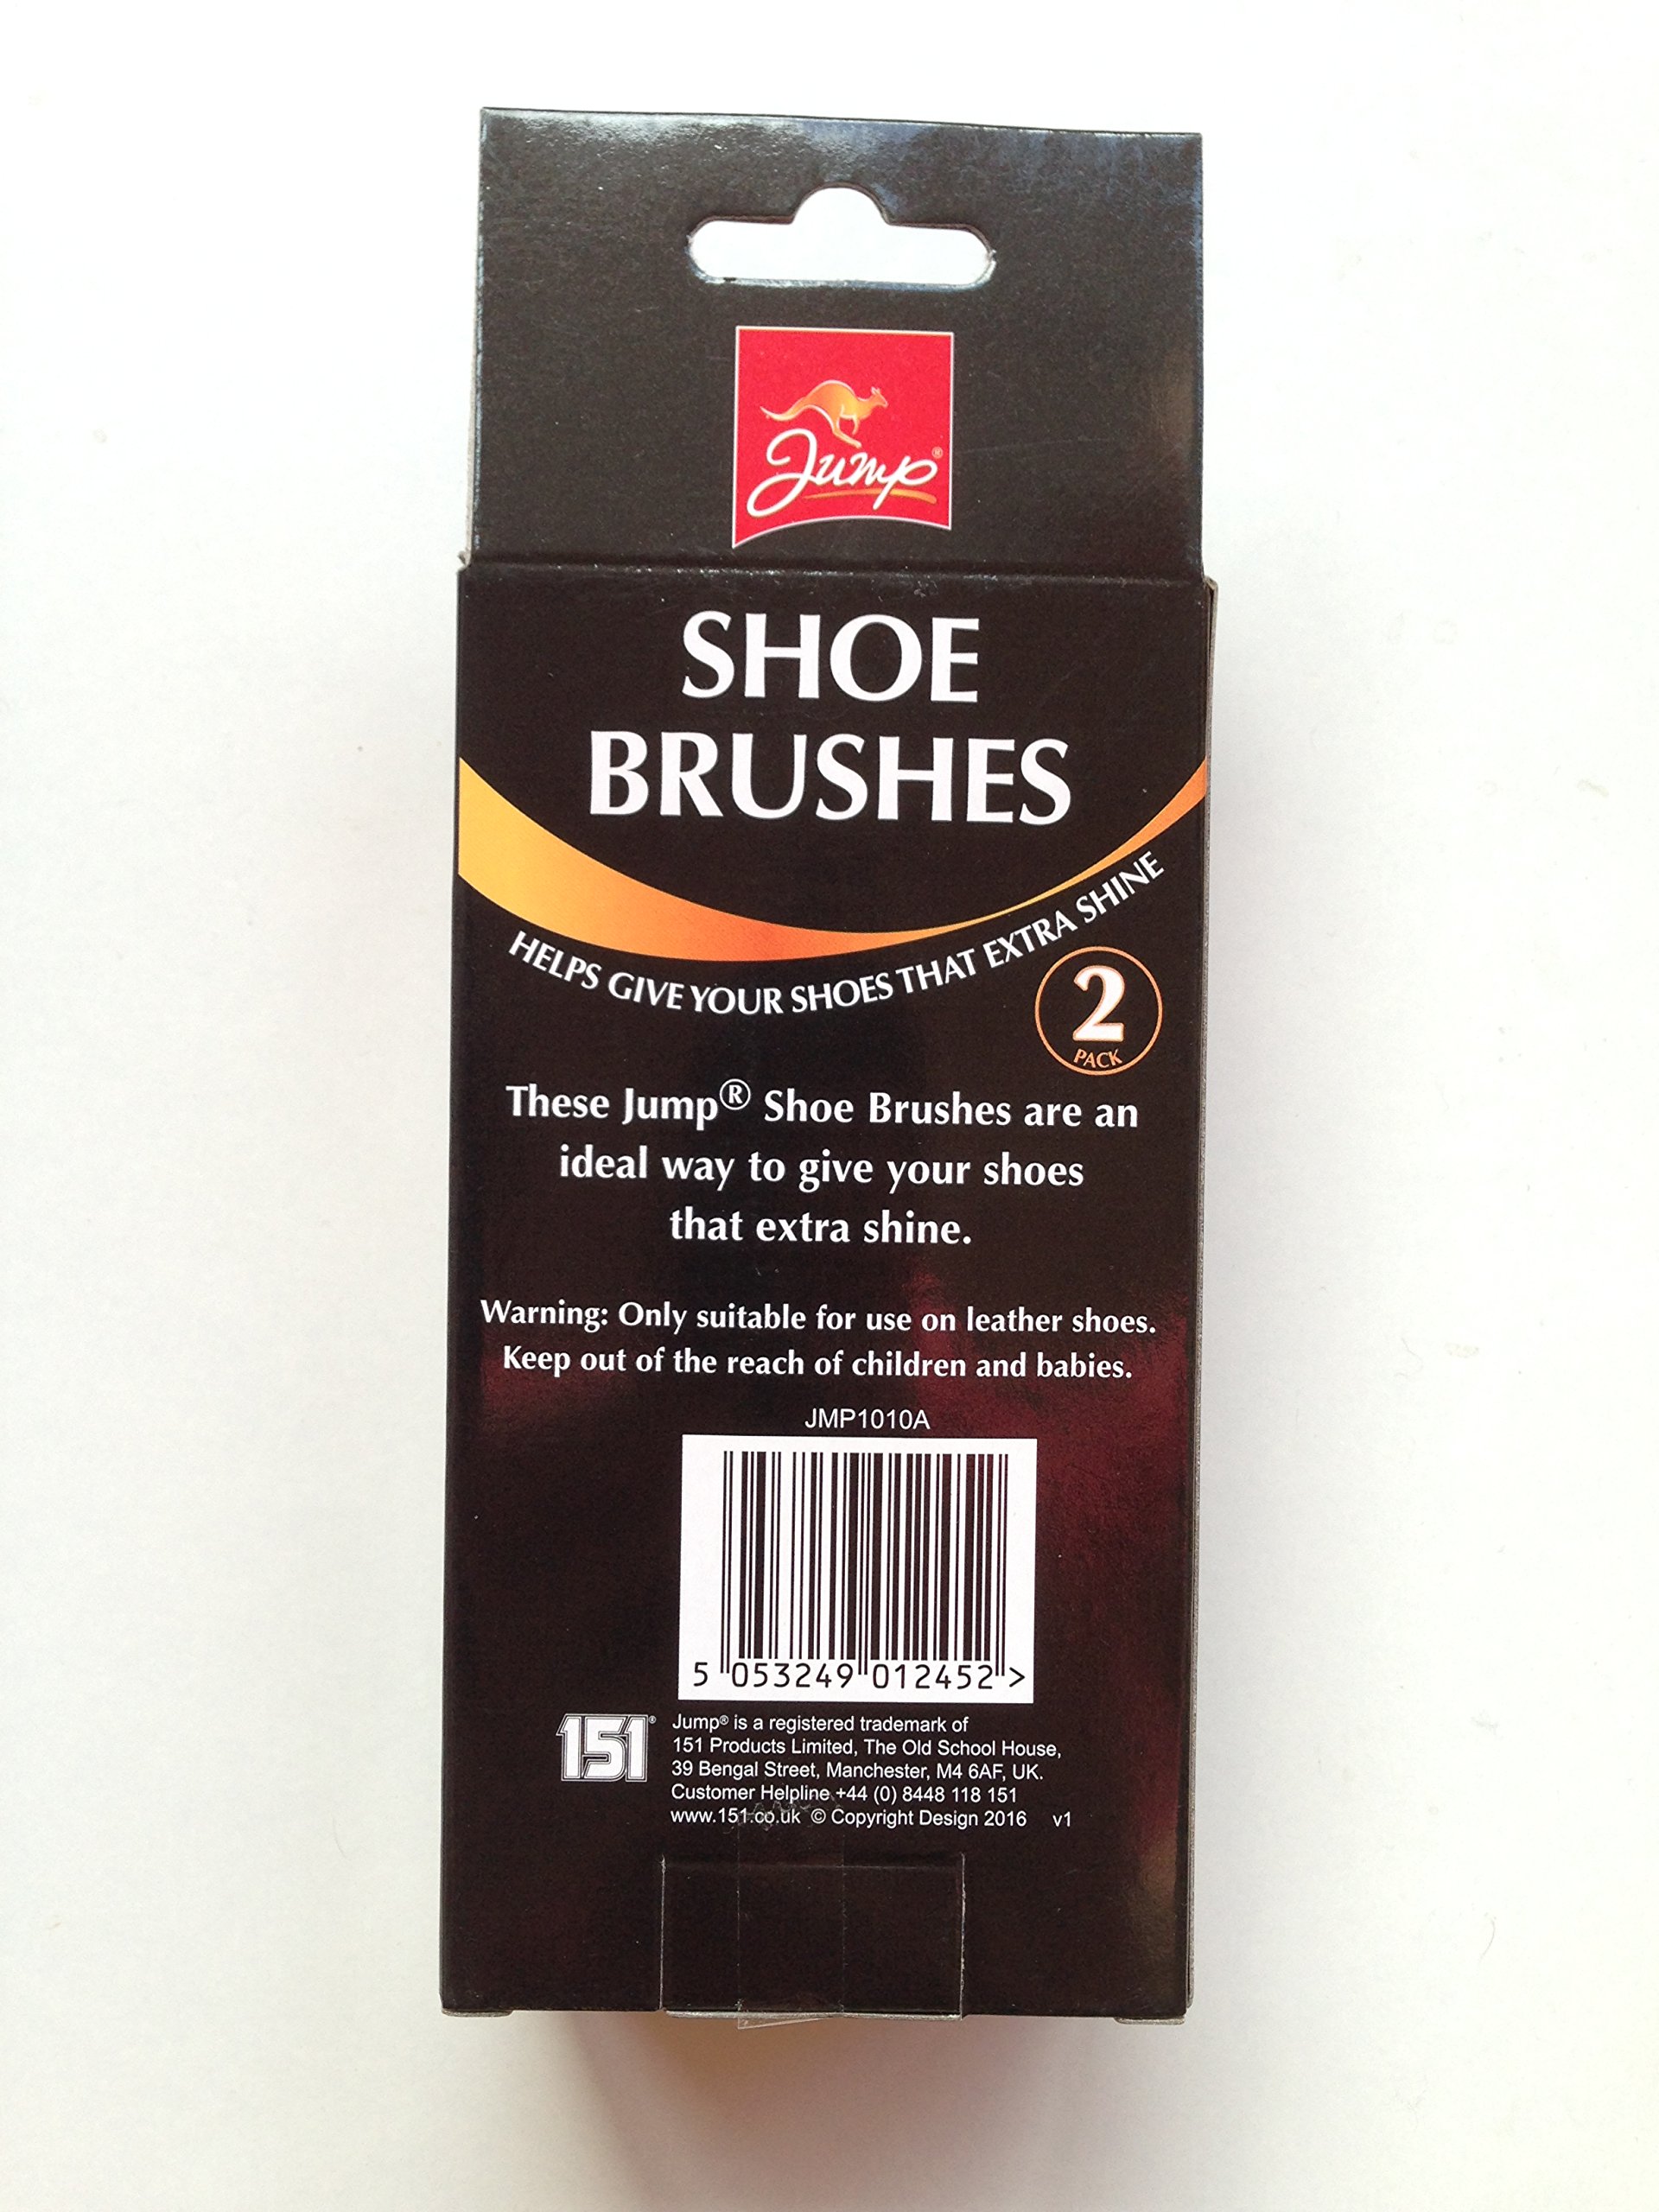 Jump®
SHOE
BRUSHES
HELPS GIVE YOUR SHOES THAT EXTRA SHINE
2
PACK
These Jump® Shoe Brushes are an
ideal way to give your shoes
that extra shine.
Warning: Only suitable for use on leather shoes.
Keep out of the reach of children and babies.
JMP1010A
5 053249 012452 >
151®
Jump® is a registered trademark of
151 Products Limited, The Old School House,
39 Bengal Street, Manchester, M4 6AF, UK.
Customer Helpline +44 (0) 8448 118 151
www.151.co.uk © Copyright Design 2016 v1